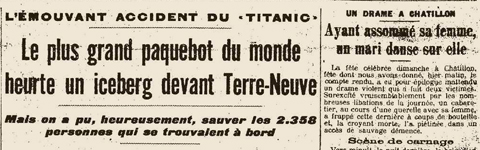 L'ÉMOUVANT ACCIDENT DU «TITANIC»
Le plus grand paquebot du monde
heurte un iceberg devant Terre-Neuve
Mais on a pu, heureusement, sauver les 2.358
personnes qui se trouvaient à bord
UN DRAME A CHATILLON
Ayant assommé sa femme,
un mari danse sur elle
La fête célébrée dimanche à Châtillon,
fête dont nous avons donné, hier matin, le
compte rendu, a eu pour épilogue
un drame violent qui a fait deux victimes.
Surexcité vraisemblablement par les nom-
breuses libations de la journée, un cabare-
tier, au cours d'une querelle avec sa femme,
a frappé cette dernière à coups de bouteille
et, la croyant morte, l'a piétinée dans un
accès de sauvage démence.
Scène de carnage